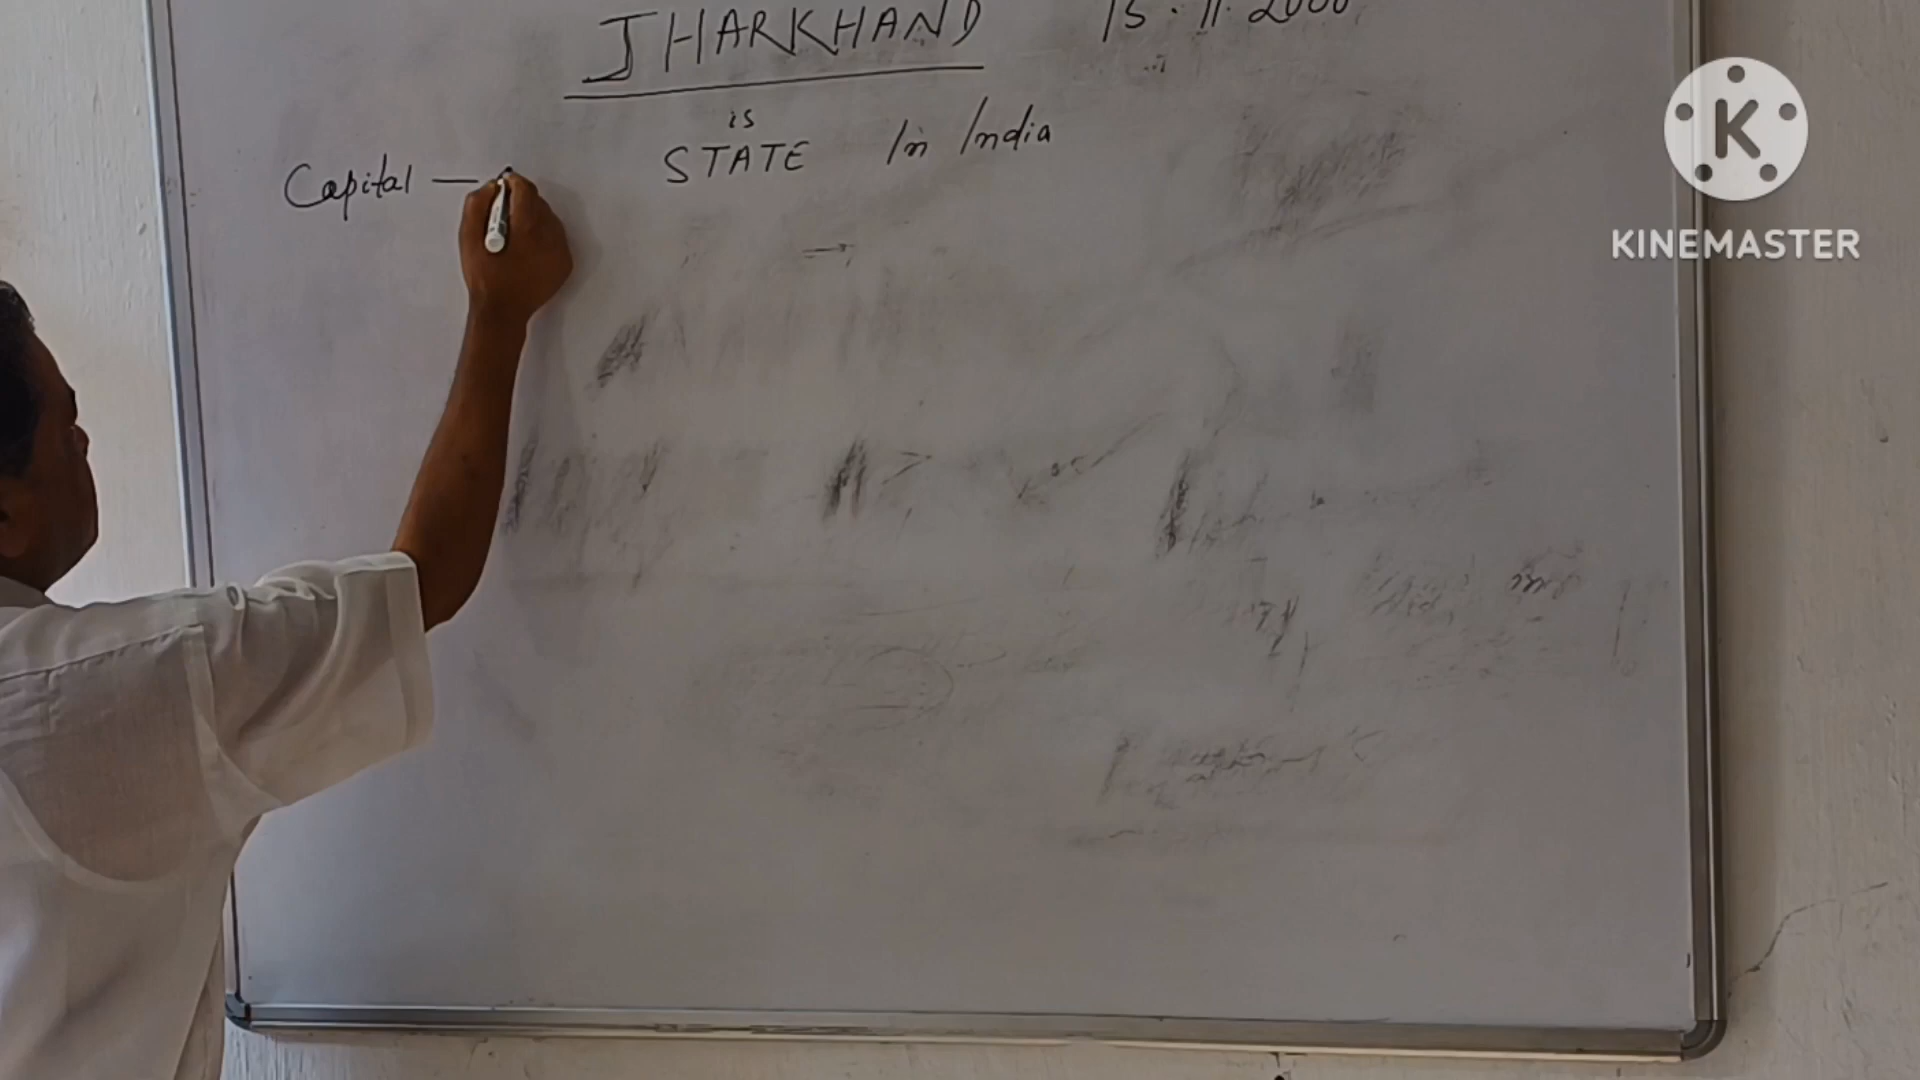 JHARKHAND 15.11.2000
is
STATE In India
Capital —
K
KINEMASTER